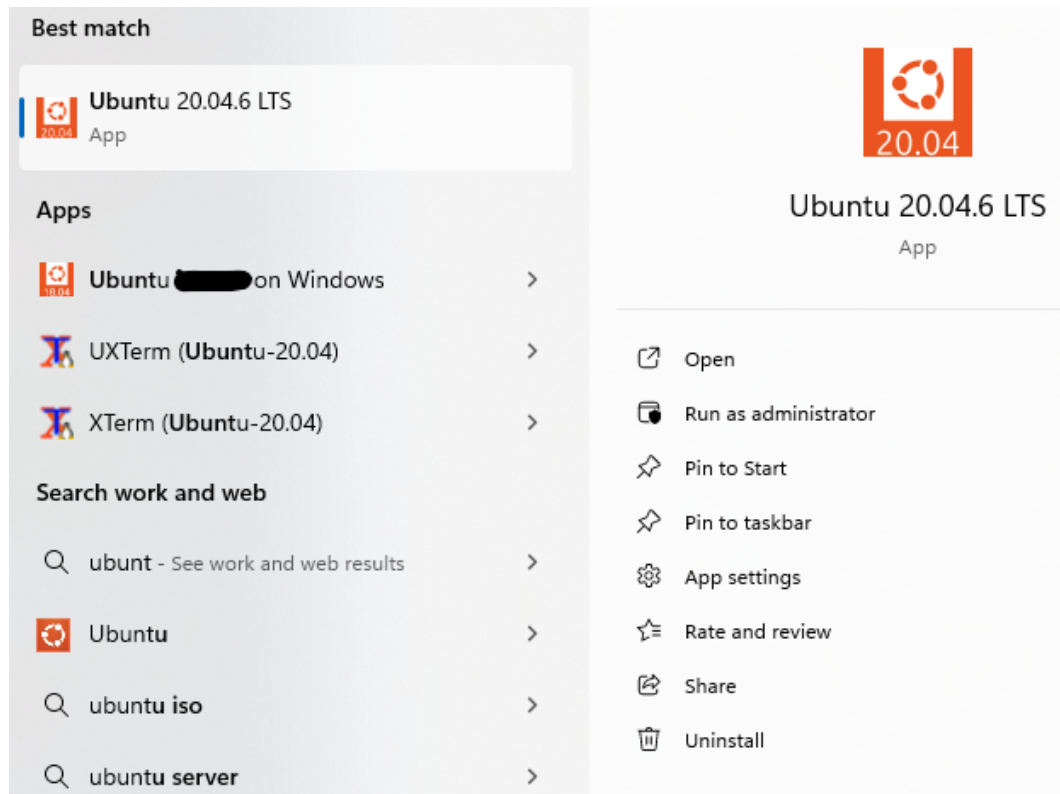 Best match
Ubuntu 20.04.6 LTS
App
20.04
Apps
Ubuntu on Windows
18.04
UXTerm (Ubuntu-20.04)
XTerm (Ubuntu-20.04)
Search work and web
ubunt - See work and web results
Ubuntu
ubuntu iso
ubuntu server
20.04
Ubuntu 20.04.6 LTS
App
Open
Run as administrator
Pin to Start
Pin to taskbar
App settings
Rate and review
Share
Uninstall